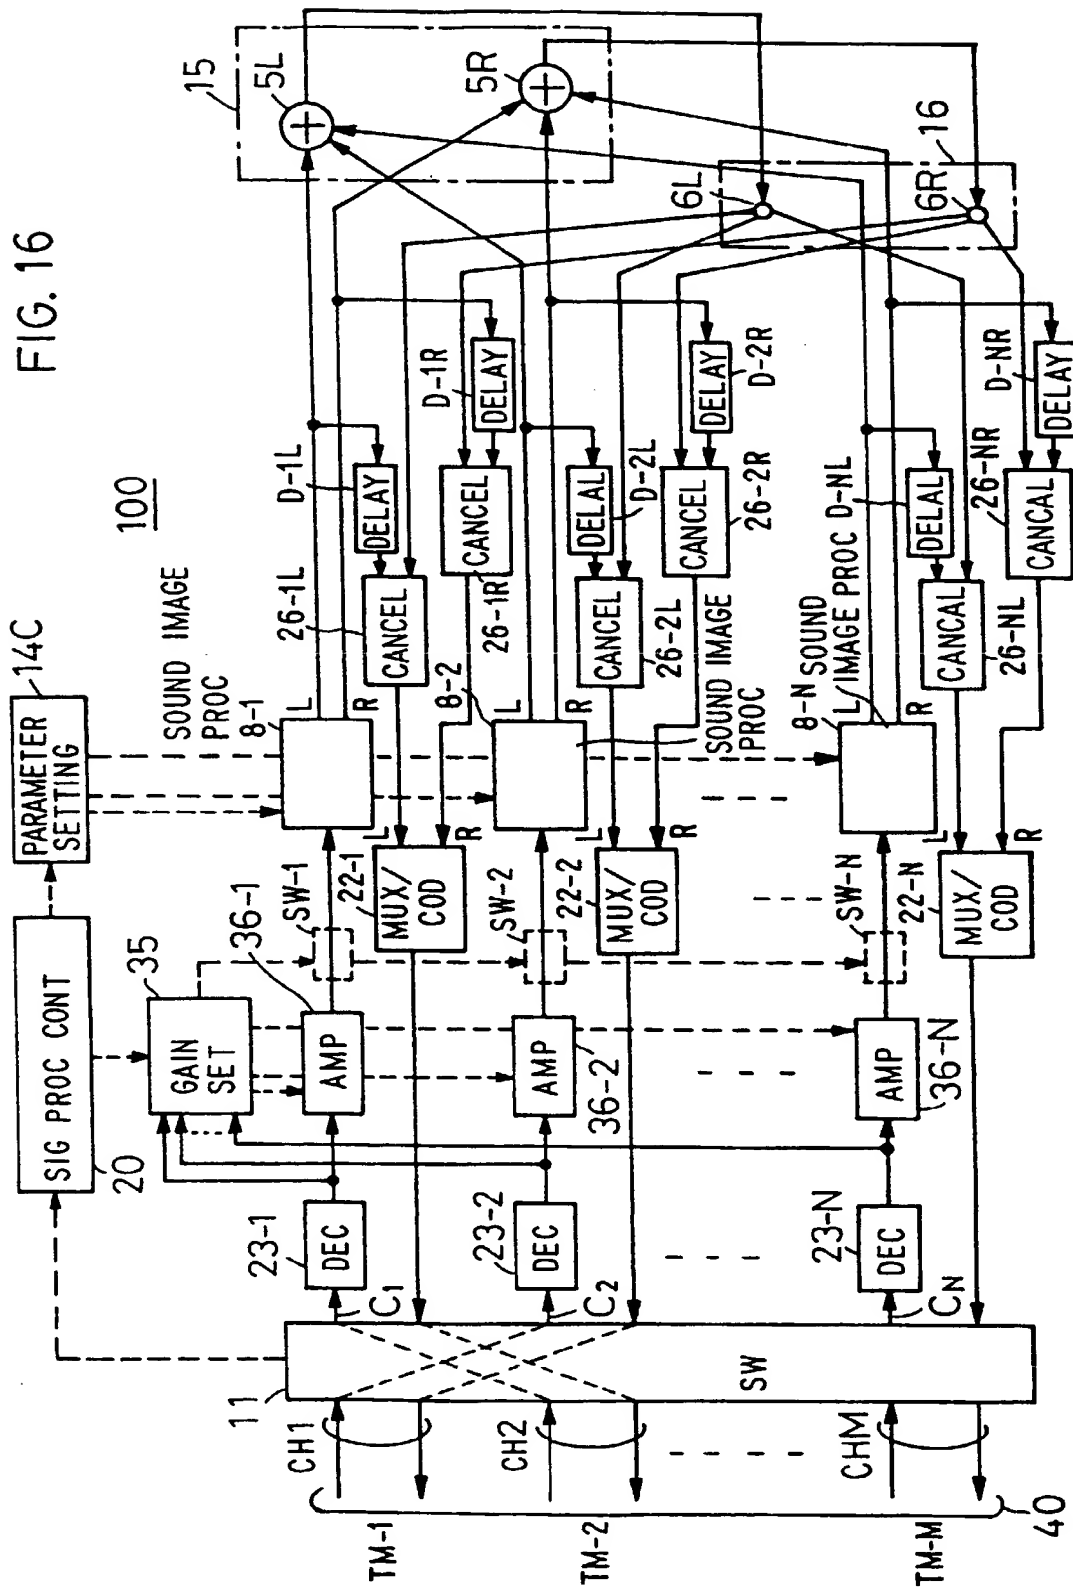 FIG. 16
100
SIG PROC CONT
20
PARAMETER
SETTING
14C
35
GAIN
SET
15
5L
5R
16
6L
6R
SOUND IMAGE
PROC
8-1
L
R
SW-1
36-1
AMP
23-1
DEC
C1
22-1
MUX/
COD
L
R
26-1L
CANCEL
D-1L
DELAY
26-1R
CANCEL
D-1R
DELAY
8-2
SOUND IMAGE
PROC
L
R
SW-2
36-2
AMP
23-2
DEC
C2
22-2
MUX/
COD
L
R
26-2L
CANCEL
D-2L
DELAL
26-2R
CANCEL
D-2R
DELAY
8-N SOUND
IMAGE PROC
L
R
SW-N
36-N
AMP
23-N
DEC
CN
22-N
MUX/
COD
L
R
26-NL
CANCAL
D-NL
DELAL
26-NR
CANCAL
D-NR
DELAY
11
SW
CH1
CH2
CHM
TM-1
TM-2
TM-M
40